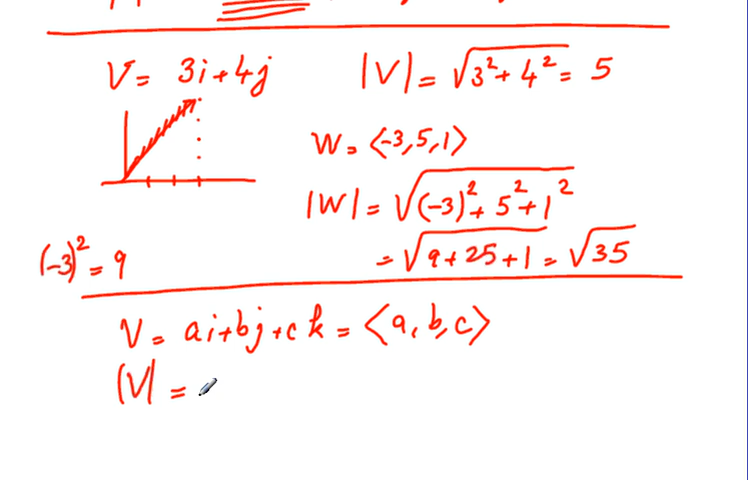 V = 3i+4j |V| = √3²+4² = 5
W = ⟨-3,5,1⟩
|W| = √(-3)²+5²+1²
(-3)² = 9 = √9+25+1 = √35
V = ai+bj+ck = ⟨a,b,c⟩
|V| =